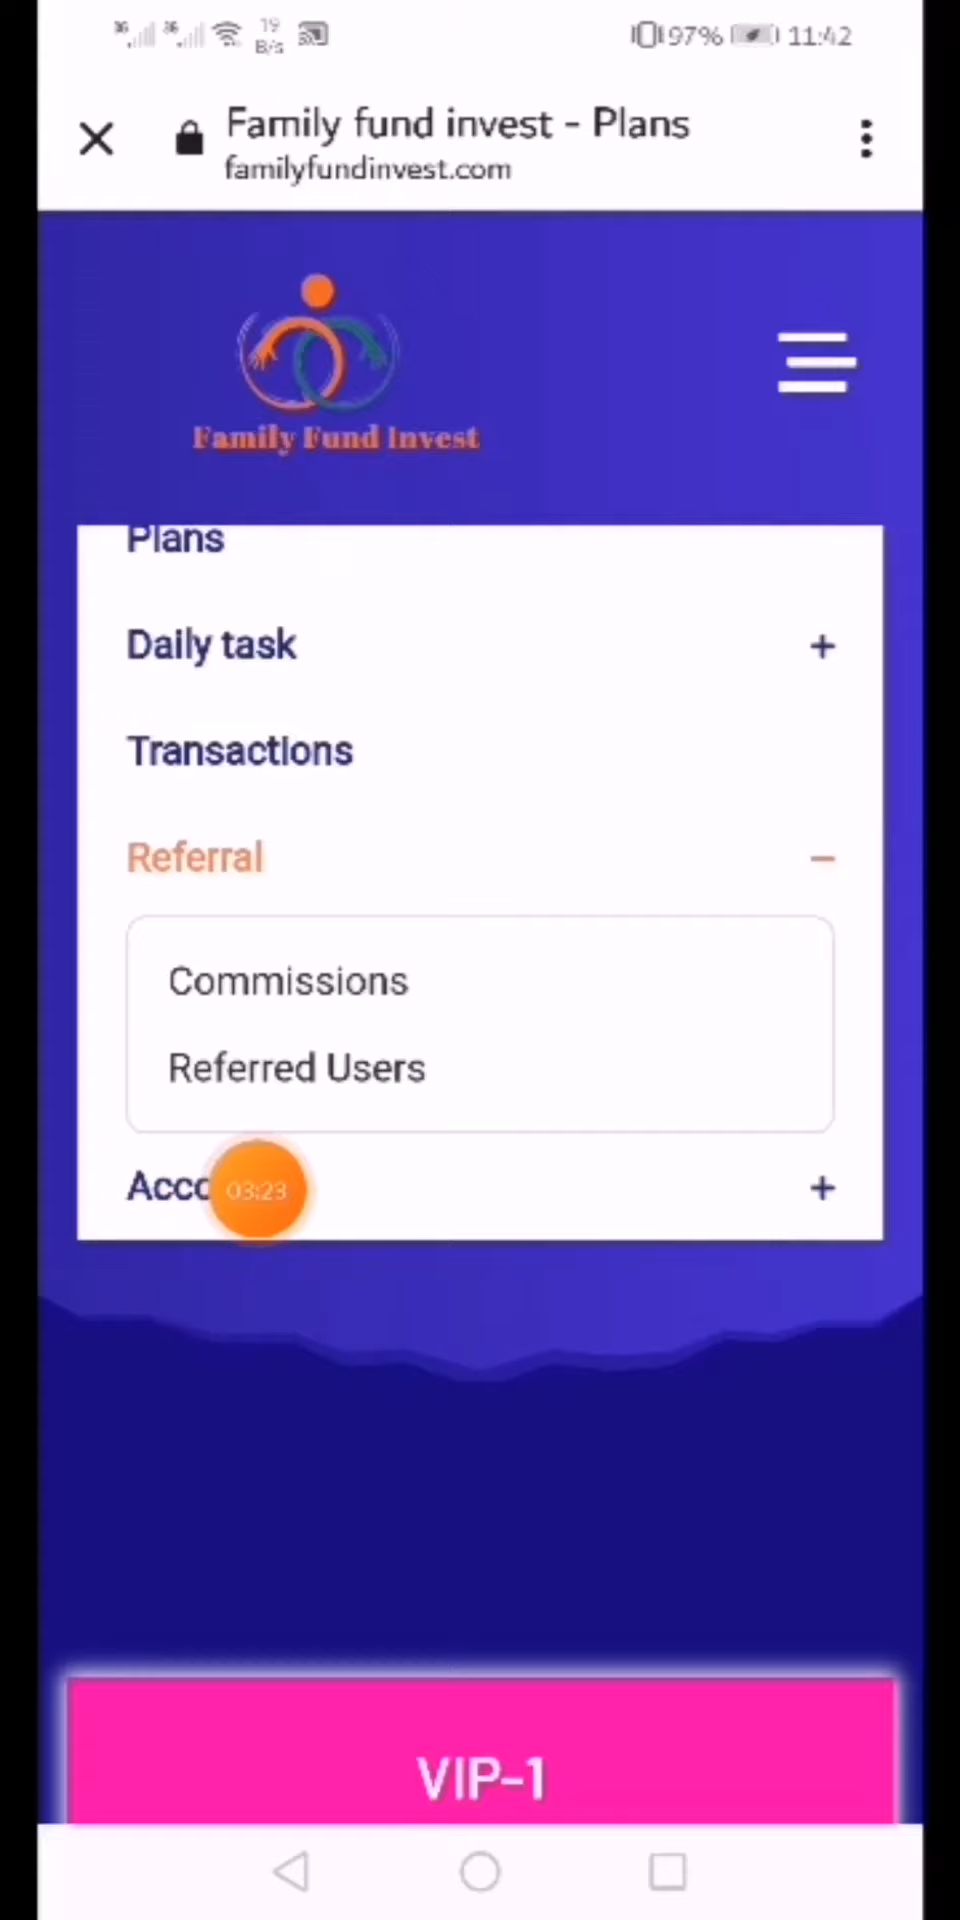 19
B/s
97% 11:42
Family fund invest - Plans
familyfundinvest.com
Family Fund Invest
Plans
Daily task +
Transactions
Referral −
Commissions
Referred Users
03:23 +
VIP-1